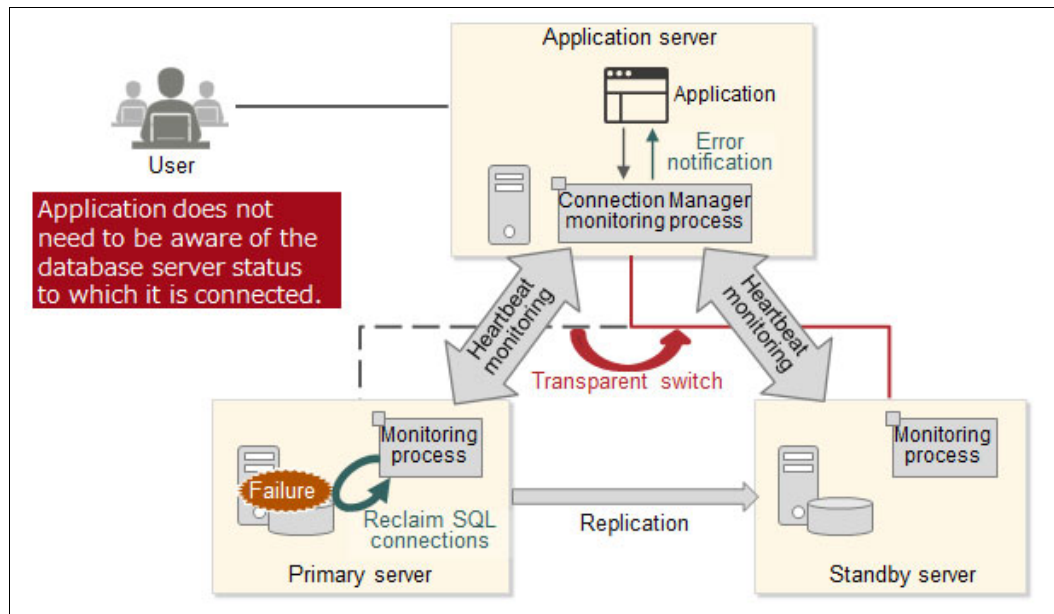 Application server
Application
Error
notification
Connection Manager
monitoring process
User
Application does not
need to be aware of the
database server status
to which it is connected.
Heartbeat
monitoring
Heartbeat
monitoring
Transparent switch
Monitoring
process
Failure
Reclaim SQL
connections
Primary server
Replication
Monitoring
process
Standby server